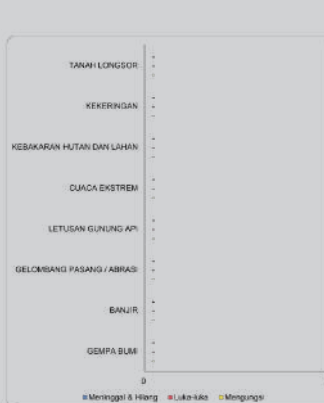 TANAH LONGSOR
KEKERINGAN
KEBAKARAN HUTAN DAN LAHAN
CUACA EKSTREM
LETUSAN GUNUNG API
GELOMBANG PASANG / ABRASI
BANJIR
GEMPA BUMI
0
Meninggal & Hilang Luka-luka Mengungsi